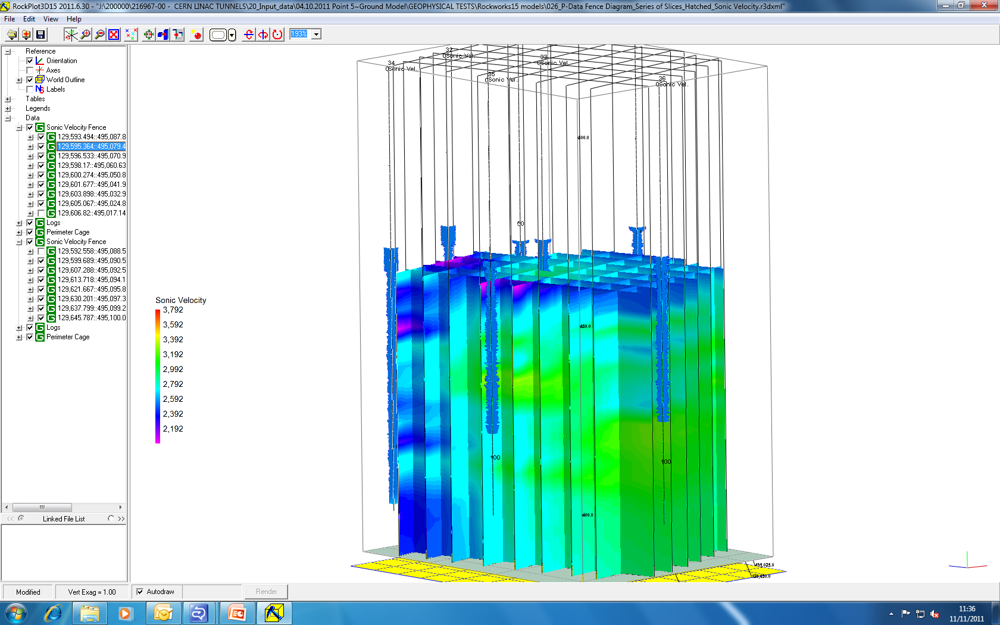 RockPlot3D15 2011.6.30 - "J:\200000\216967-00 - CERN LINAC TUNNELS\20_Input_data\04.10.2011 Point 5~Ground Model\GEOPHYSICAL TESTS\Rockworks15 models\026_P-Data Fence Diagram_Series of Slices_Hatched_Sonic Velocity.r3dxml"
File Edit View Help
193%
Reference
Orientation
Axes
World Outline
Labels
Tables
Legends
Data
Sonic Velocity Fence
129,593.494::495,087.8
129,595.364::495,079.4
129,596.533::495,070.9
129,598.17::495,060.63
129,600.274::495,050.8
129,601.677::495,041.9
129,603.898::495,032.9
129,605.067::495,024.8
129,606.82::495,017.14
Logs
Perimeter Cage
Sonic Velocity Fence
129,592.558::495,088.5
129,599.689::495,090.5
129,607.288::495,092.5
129,613.718::495,094.1
129,621.667::495,095.8
129,630.201::495,097.3
129,637.799::495,099.2
129,645.787::495,100.0
Logs
Perimeter Cage
<< Linked File List >>
32
0Sonic Vel.
33
0Sonic Vel.
34
0Sonic Vel.
35
0Sonic Vel.
36
0Sonic Vel.
500.0
50
450.0
100
100
400.0
495,025.0
129,650.0
Sonic Velocity
3,792
3,592
3,392
3,192
2,992
2,792
2,592
2,392
2,192
Modified
Vert Exag = 1.00
Autodraw
Render
11:36
11/11/2011